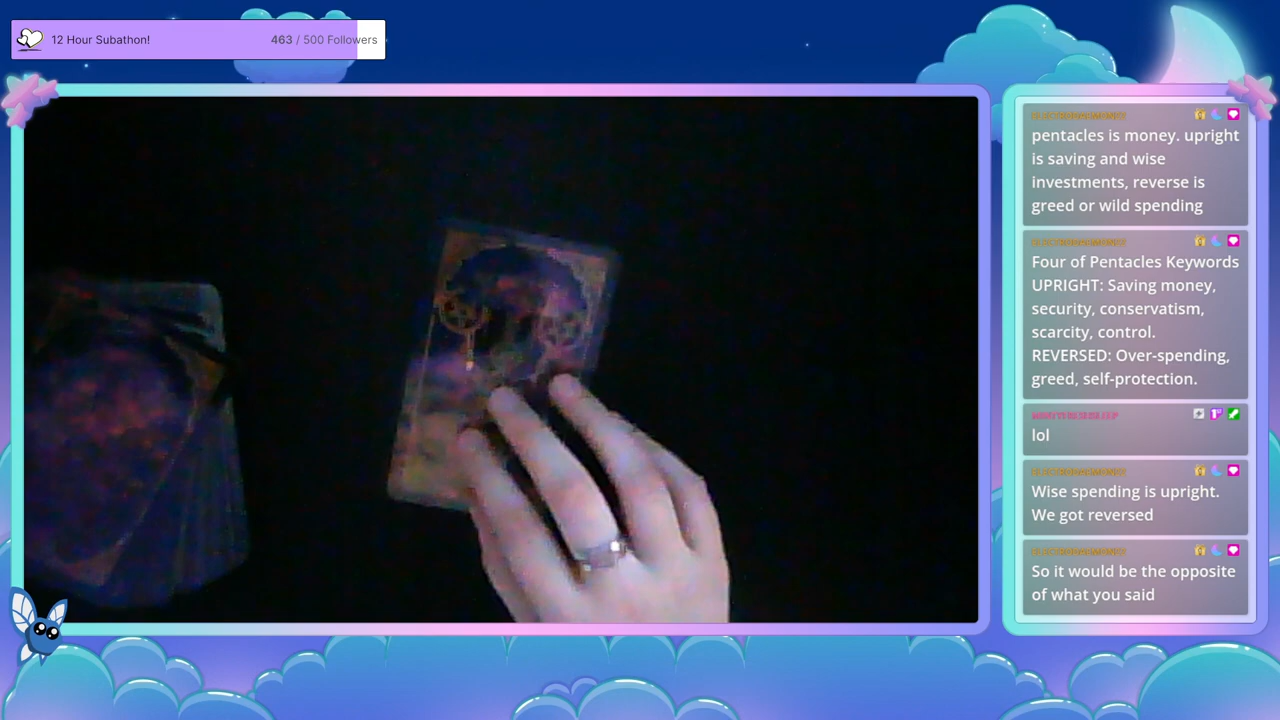 12 Hour Subathon!
463 / 500 Followers
pentacles is money. upright
is saving and wise
investments, reverse is
greed or wild spending
Four of Pentacles Keywords
UPRIGHT: Saving money,
security, conservatism,
scarcity, control.
REVERSED: Over-spending,
greed, self-protection.
lol
Wise spending is upright.
We got reversed
So it would be the opposite
of what you said